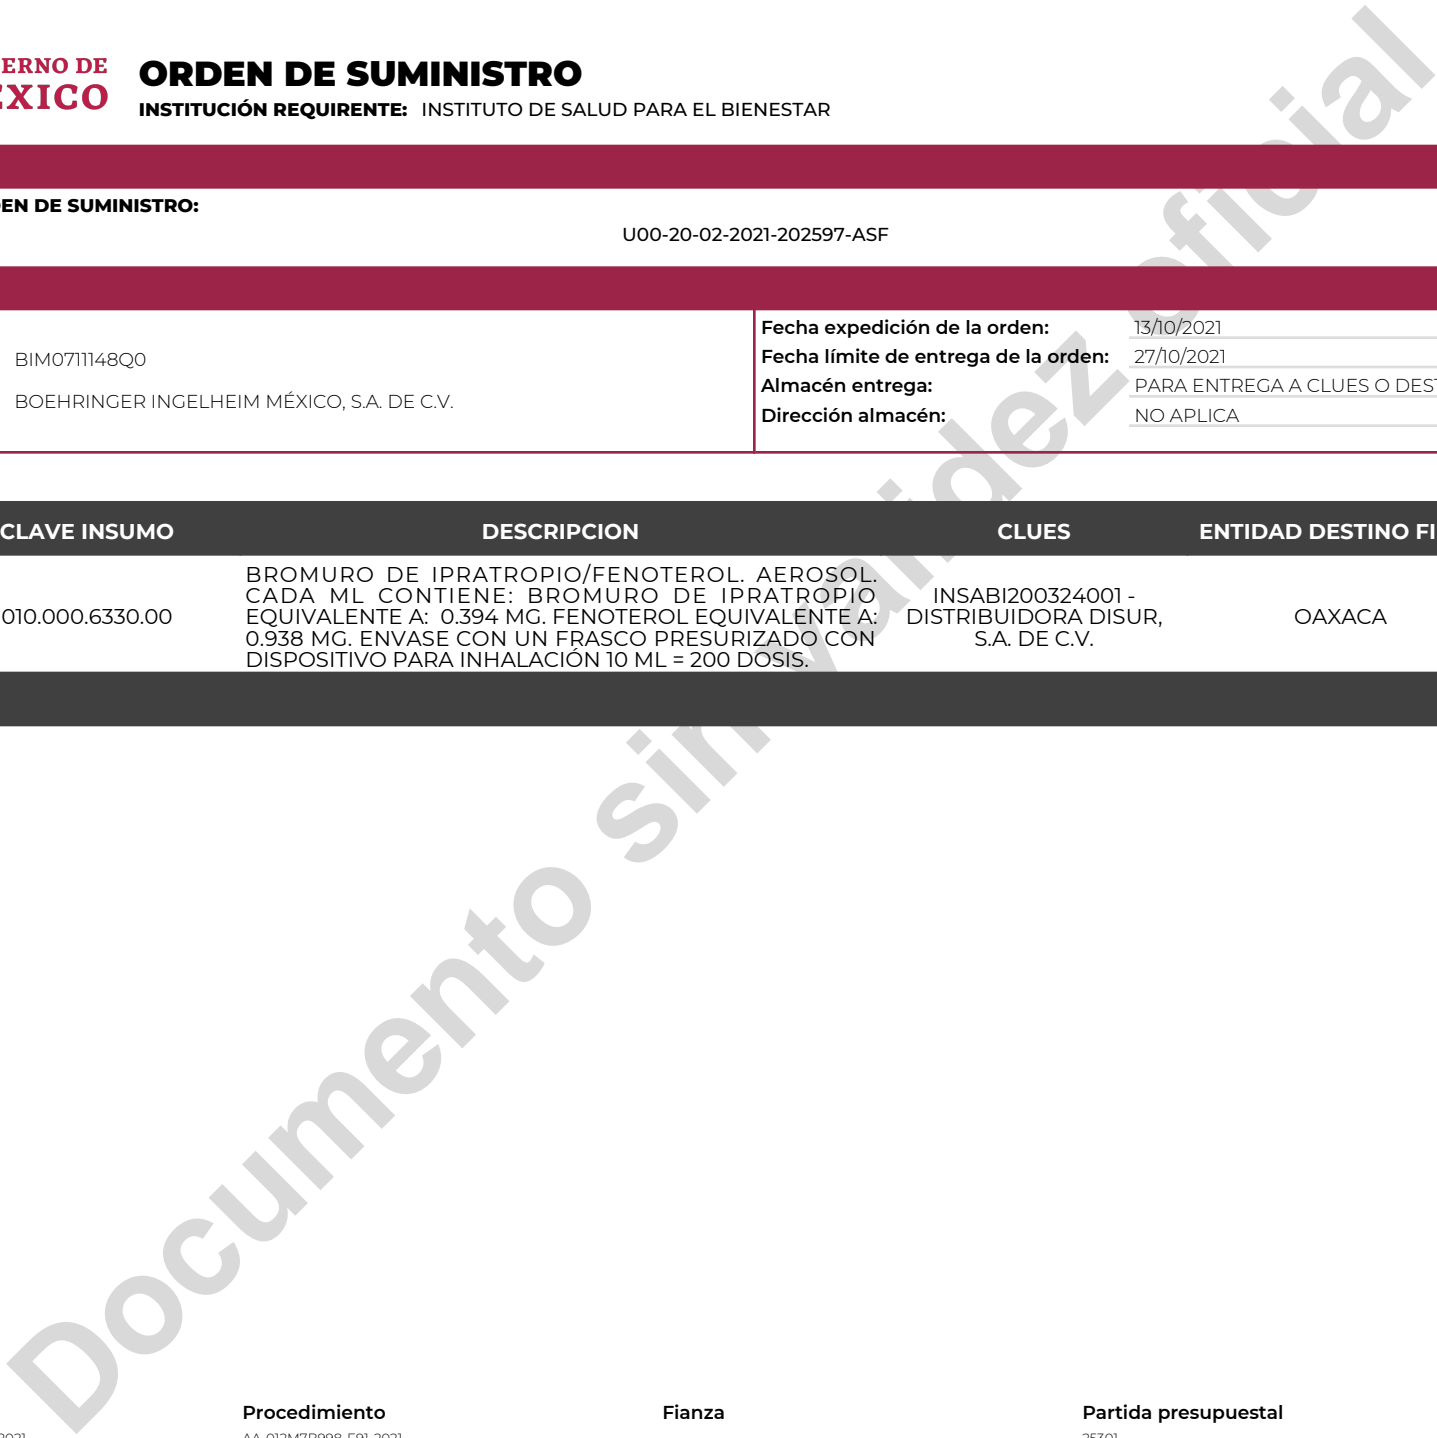 ERNO DE
ÉXICO
ORDEN DE SUMINISTRO
INSTITUCIÓN REQUIRENTE: INSTITUTO DE SALUD PARA EL BIENESTAR
EN DE SUMINISTRO:
U00-20-02-2021-202597-ASF
BIM0711148Q0
BOEHRINGER INGELHEIM MÉXICO, S.A. DE C.V.
Fecha expedición de la orden: 13/10/2021
Fecha límite de entrega de la orden: 27/10/2021
Almacén entrega: PARA ENTREGA A CLUES O DEST
Dirección almacén: NO APLICA
CLAVE INSUMO DESCRIPCION CLUES ENTIDAD DESTINO FI
010.000.6330.00
BROMURO DE IPRATROPIO/FENOTEROL. AEROSOL.
CADA ML CONTIENE: BROMURO DE IPRATROPIO
EQUIVALENTE A: 0.394 MG. FENOTEROL EQUIVALENTE A:
0.938 MG. ENVASE CON UN FRASCO PRESURIZADO CON
DISPOSITIVO PARA INHALACIÓN 10 ML = 200 DOSIS.
INSABI200324001 -
DISTRIBUIDORA DISUR,
S.A. DE C.V.
OAXACA
Documento sin validez oficial
Procedimiento Fianza Partida presupuestal